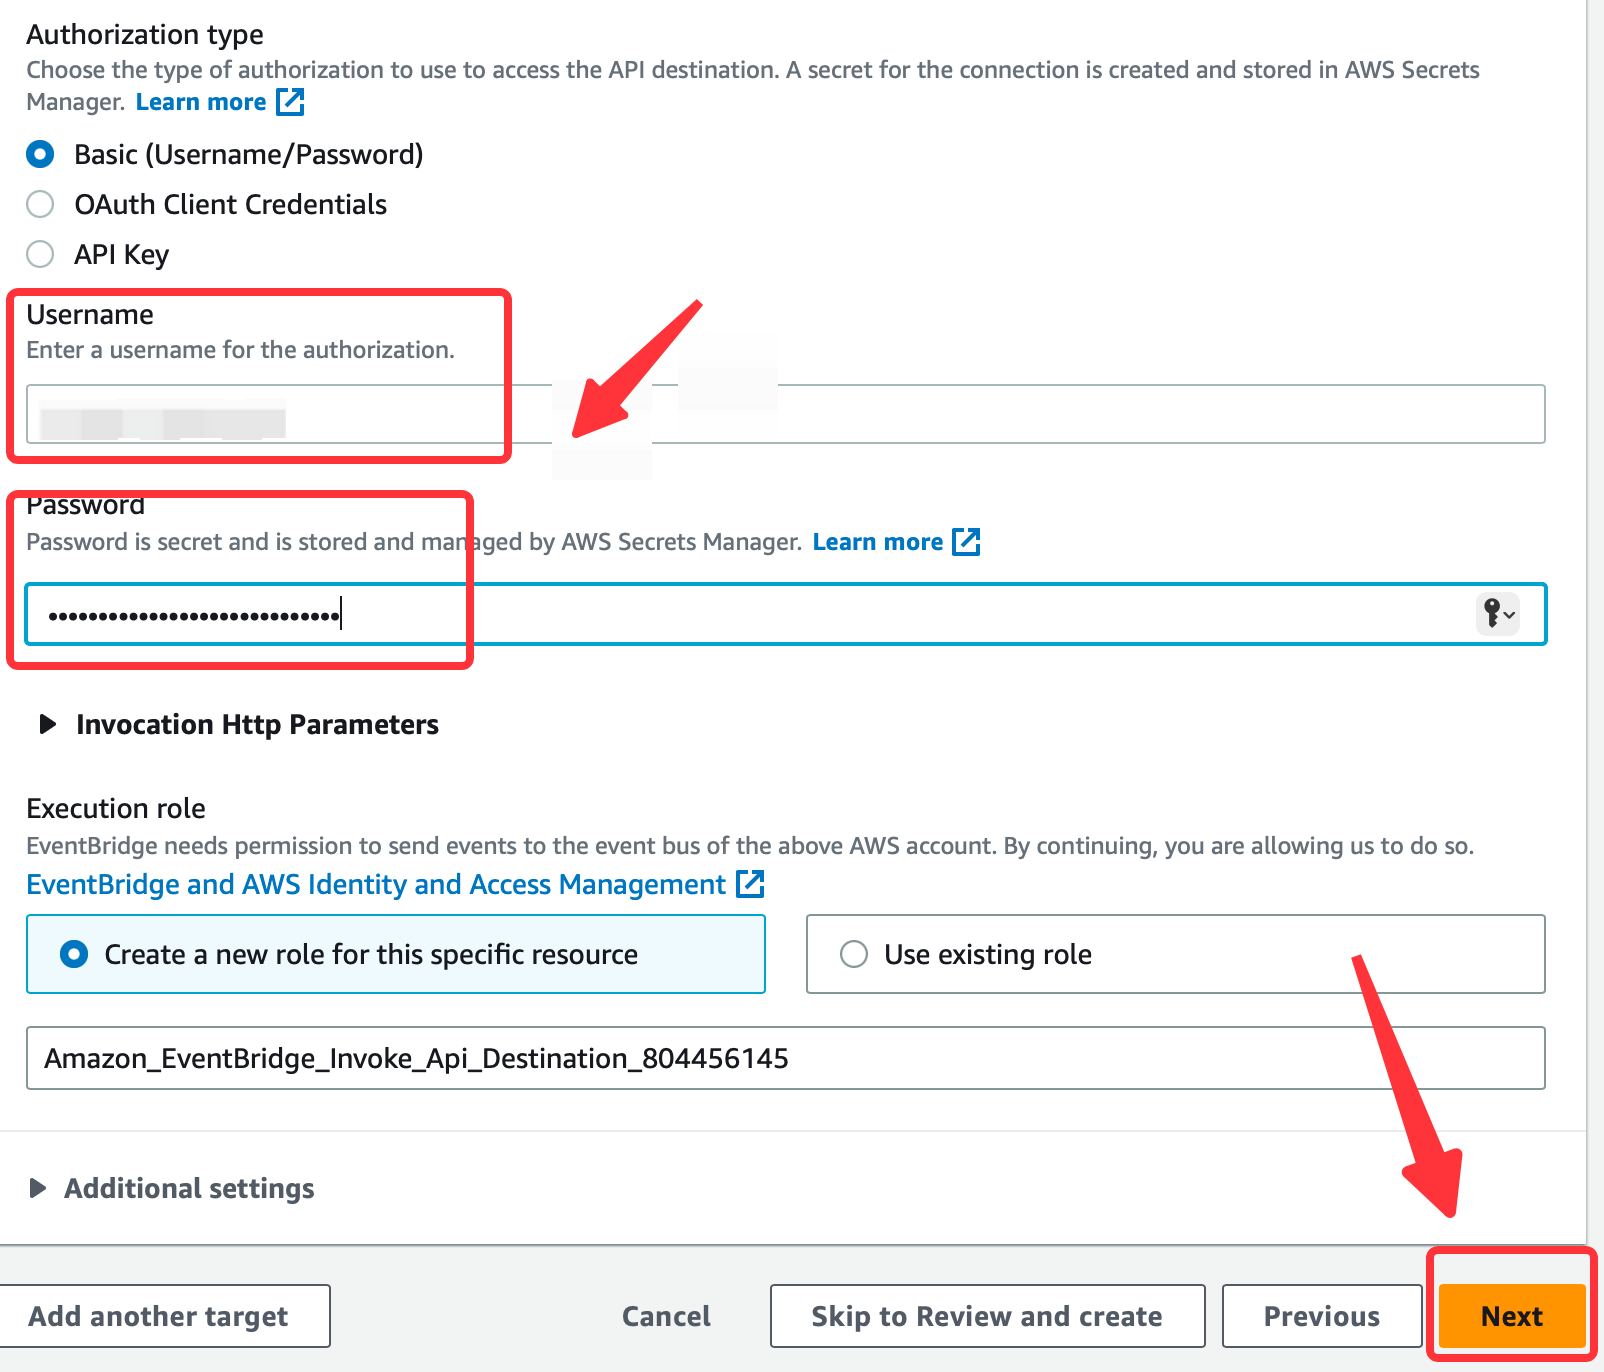 Authorization type
Choose the type of authorization to use to access the API destination. A secret for the connection is created and stored in AWS Secrets
Manager. Learn more
Basic (Username/Password)
OAuth Client Credentials
API Key
Username
Enter a username for the authorization.
Password
Password is secret and is stored and managed by AWS Secrets Manager. Learn more
•••••••••••••••••••••••••••••
Invocation Http Parameters
Execution role
EventBridge needs permission to send events to the event bus of the above AWS account. By continuing, you are allowing us to do so.
EventBridge and AWS Identity and Access Management
Create a new role for this specific resource
Use existing role
Amazon_EventBridge_Invoke_Api_Destination_804456145
Additional settings
Add another target
Cancel
Skip to Review and create
Previous
Next